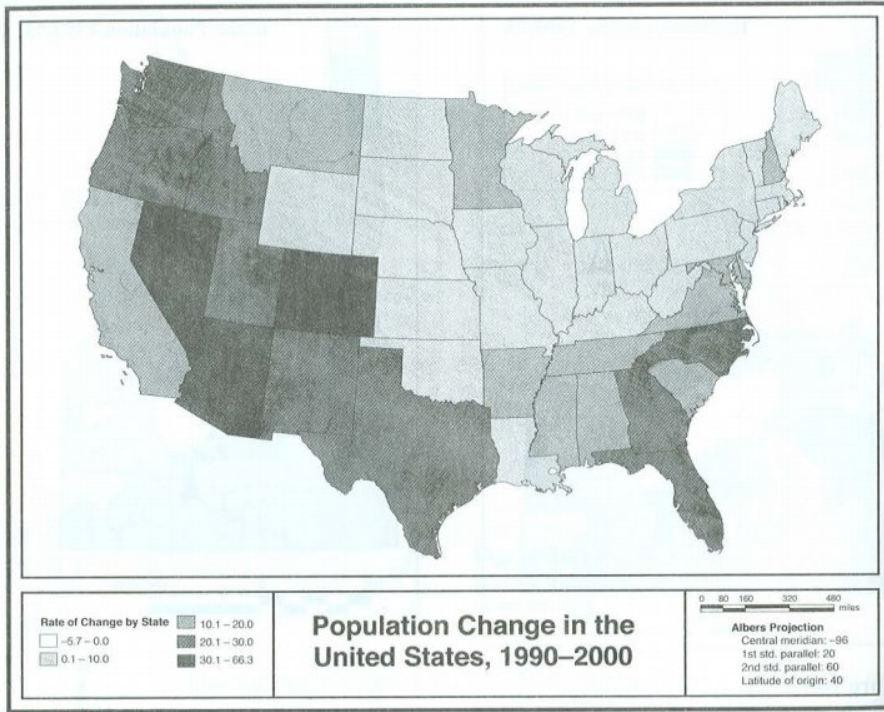 Rate of Change by State
–5.7 – 0.0
0.1 – 10.0
10.1 – 20.0
20.1 – 30.0
30.1 – 66.3
Population Change in the
United States, 1990–2000
0 80 160 320 480
miles
Albers Projection
Central meridian: –96
1st std. parallel: 20
2nd std. parallel: 60
Latitude of origin: 40